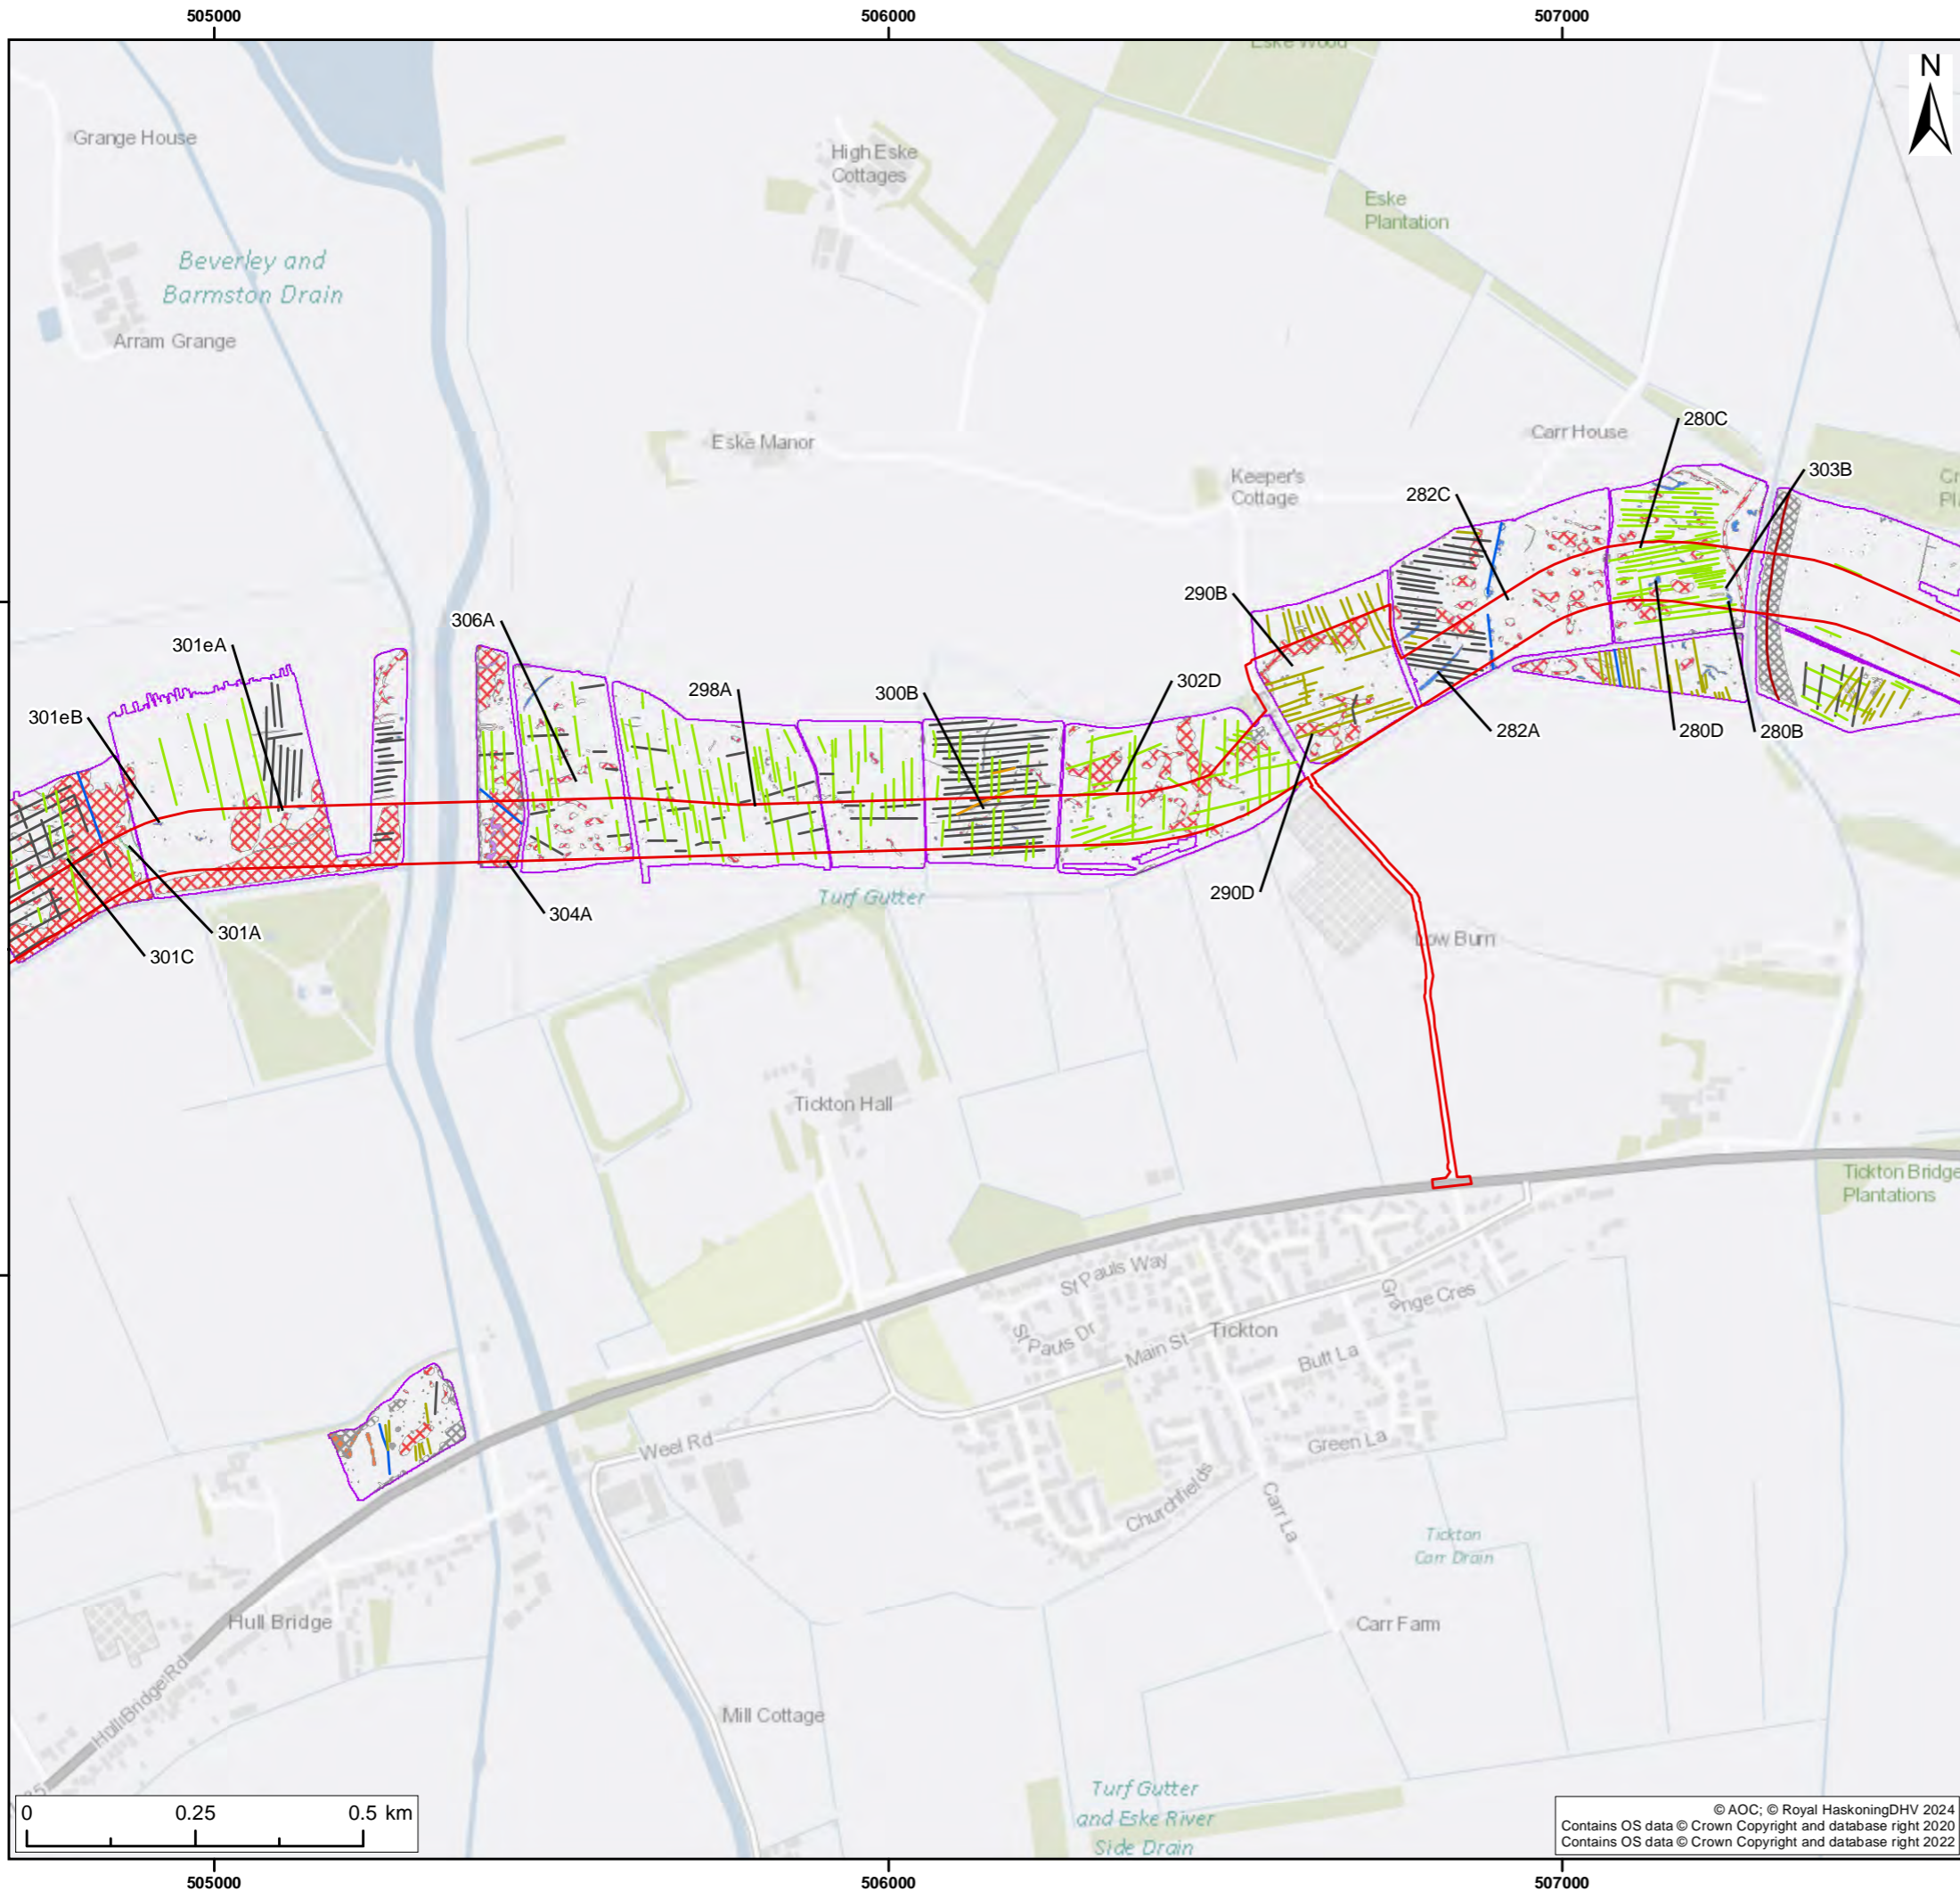 505000
506000
507000
N
Eske Wood
Grange House
High Eske
Cottages
Eske
Plantation
Beverley and
Barmston Drain
Arram Grange
280C
Carr House
Eske Manor
303B
Keeper's
Cottage
282C
290B
306A
301eA
298A
300B
302D
301eB
282A
280D
280B
290D
Turf Gutter
304A
301A
301C
Low Burn
Tickton Hall
Tickton Bridge
Plantations
St Pauls Way
Grange Cres
St Pauls Dr
Main St
Tickton
Butt La
Weel Rd
Green La
Churchfields
Carr La
Tickton
Carr Drain
Hull Bridge
Carr Farm
Hull Bridge Rd
Mill Cottage
Turf Gutter
and Eske River
Side Drain
0
0.25
0.5 km
© AOC; © Royal HaskoningDHV 2024
Contains OS data © Crown Copyright and database right 2020
Contains OS data © Crown Copyright and database right 2022
505000
506000
507000